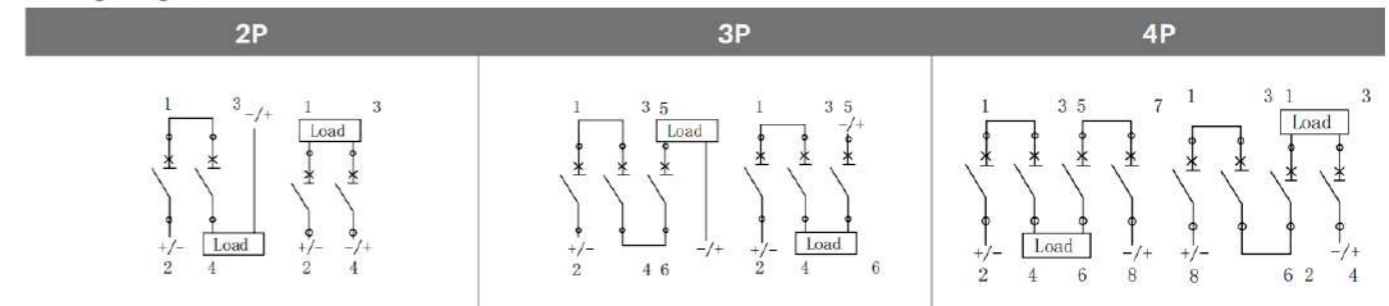 2P 3P 4P
1 3 -/+ 1 3
Load
+/- Load +/- -/+
2 4 2 4
1 3 5 1 3 5
Load -/+
+/- -/+ +/- Load
2 4 6 2 4 6
1 3 5 7 1 3 1 3
Load
+/- Load -/+ +/- -/+
2 4 6 8 8 6 2 4